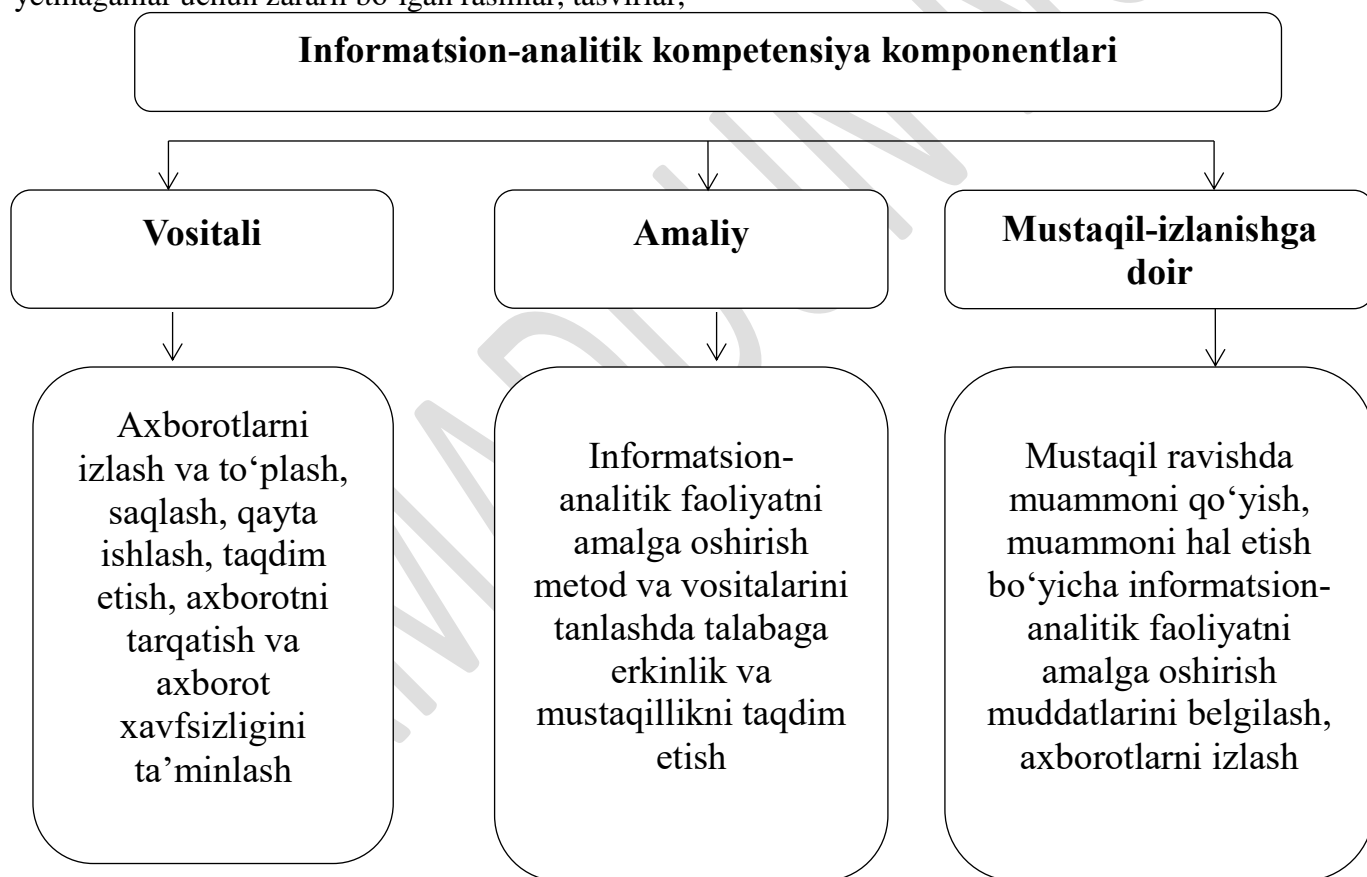 yetmaganlar uchun zararli bo‘lgan rasmlar, tasvirlar;
Informatsion-analitik kompetensiya komponentlari
Vositali
Amaliy
Mustaqil-izlanishga
doir
Axborotlarni
izlash va to‘plash,
saqlash, qayta
ishlash, taqdim
etish, axborotni
tarqatish va
axborot
xavfsizligini
ta’minlash
Informatsion-
analitik faoliyatni
amalga oshirish
metod va vositalarini
tanlashda talabaga
erkinlik va
mustaqillikni taqdim
etish
Mustaqil ravishda
muammoni qo‘yish,
muammoni hal etish
bo‘yicha informatsion-
analitik faoliyatni
amalga oshirish
muddatlarini belgilash,
axborotlarni izlash